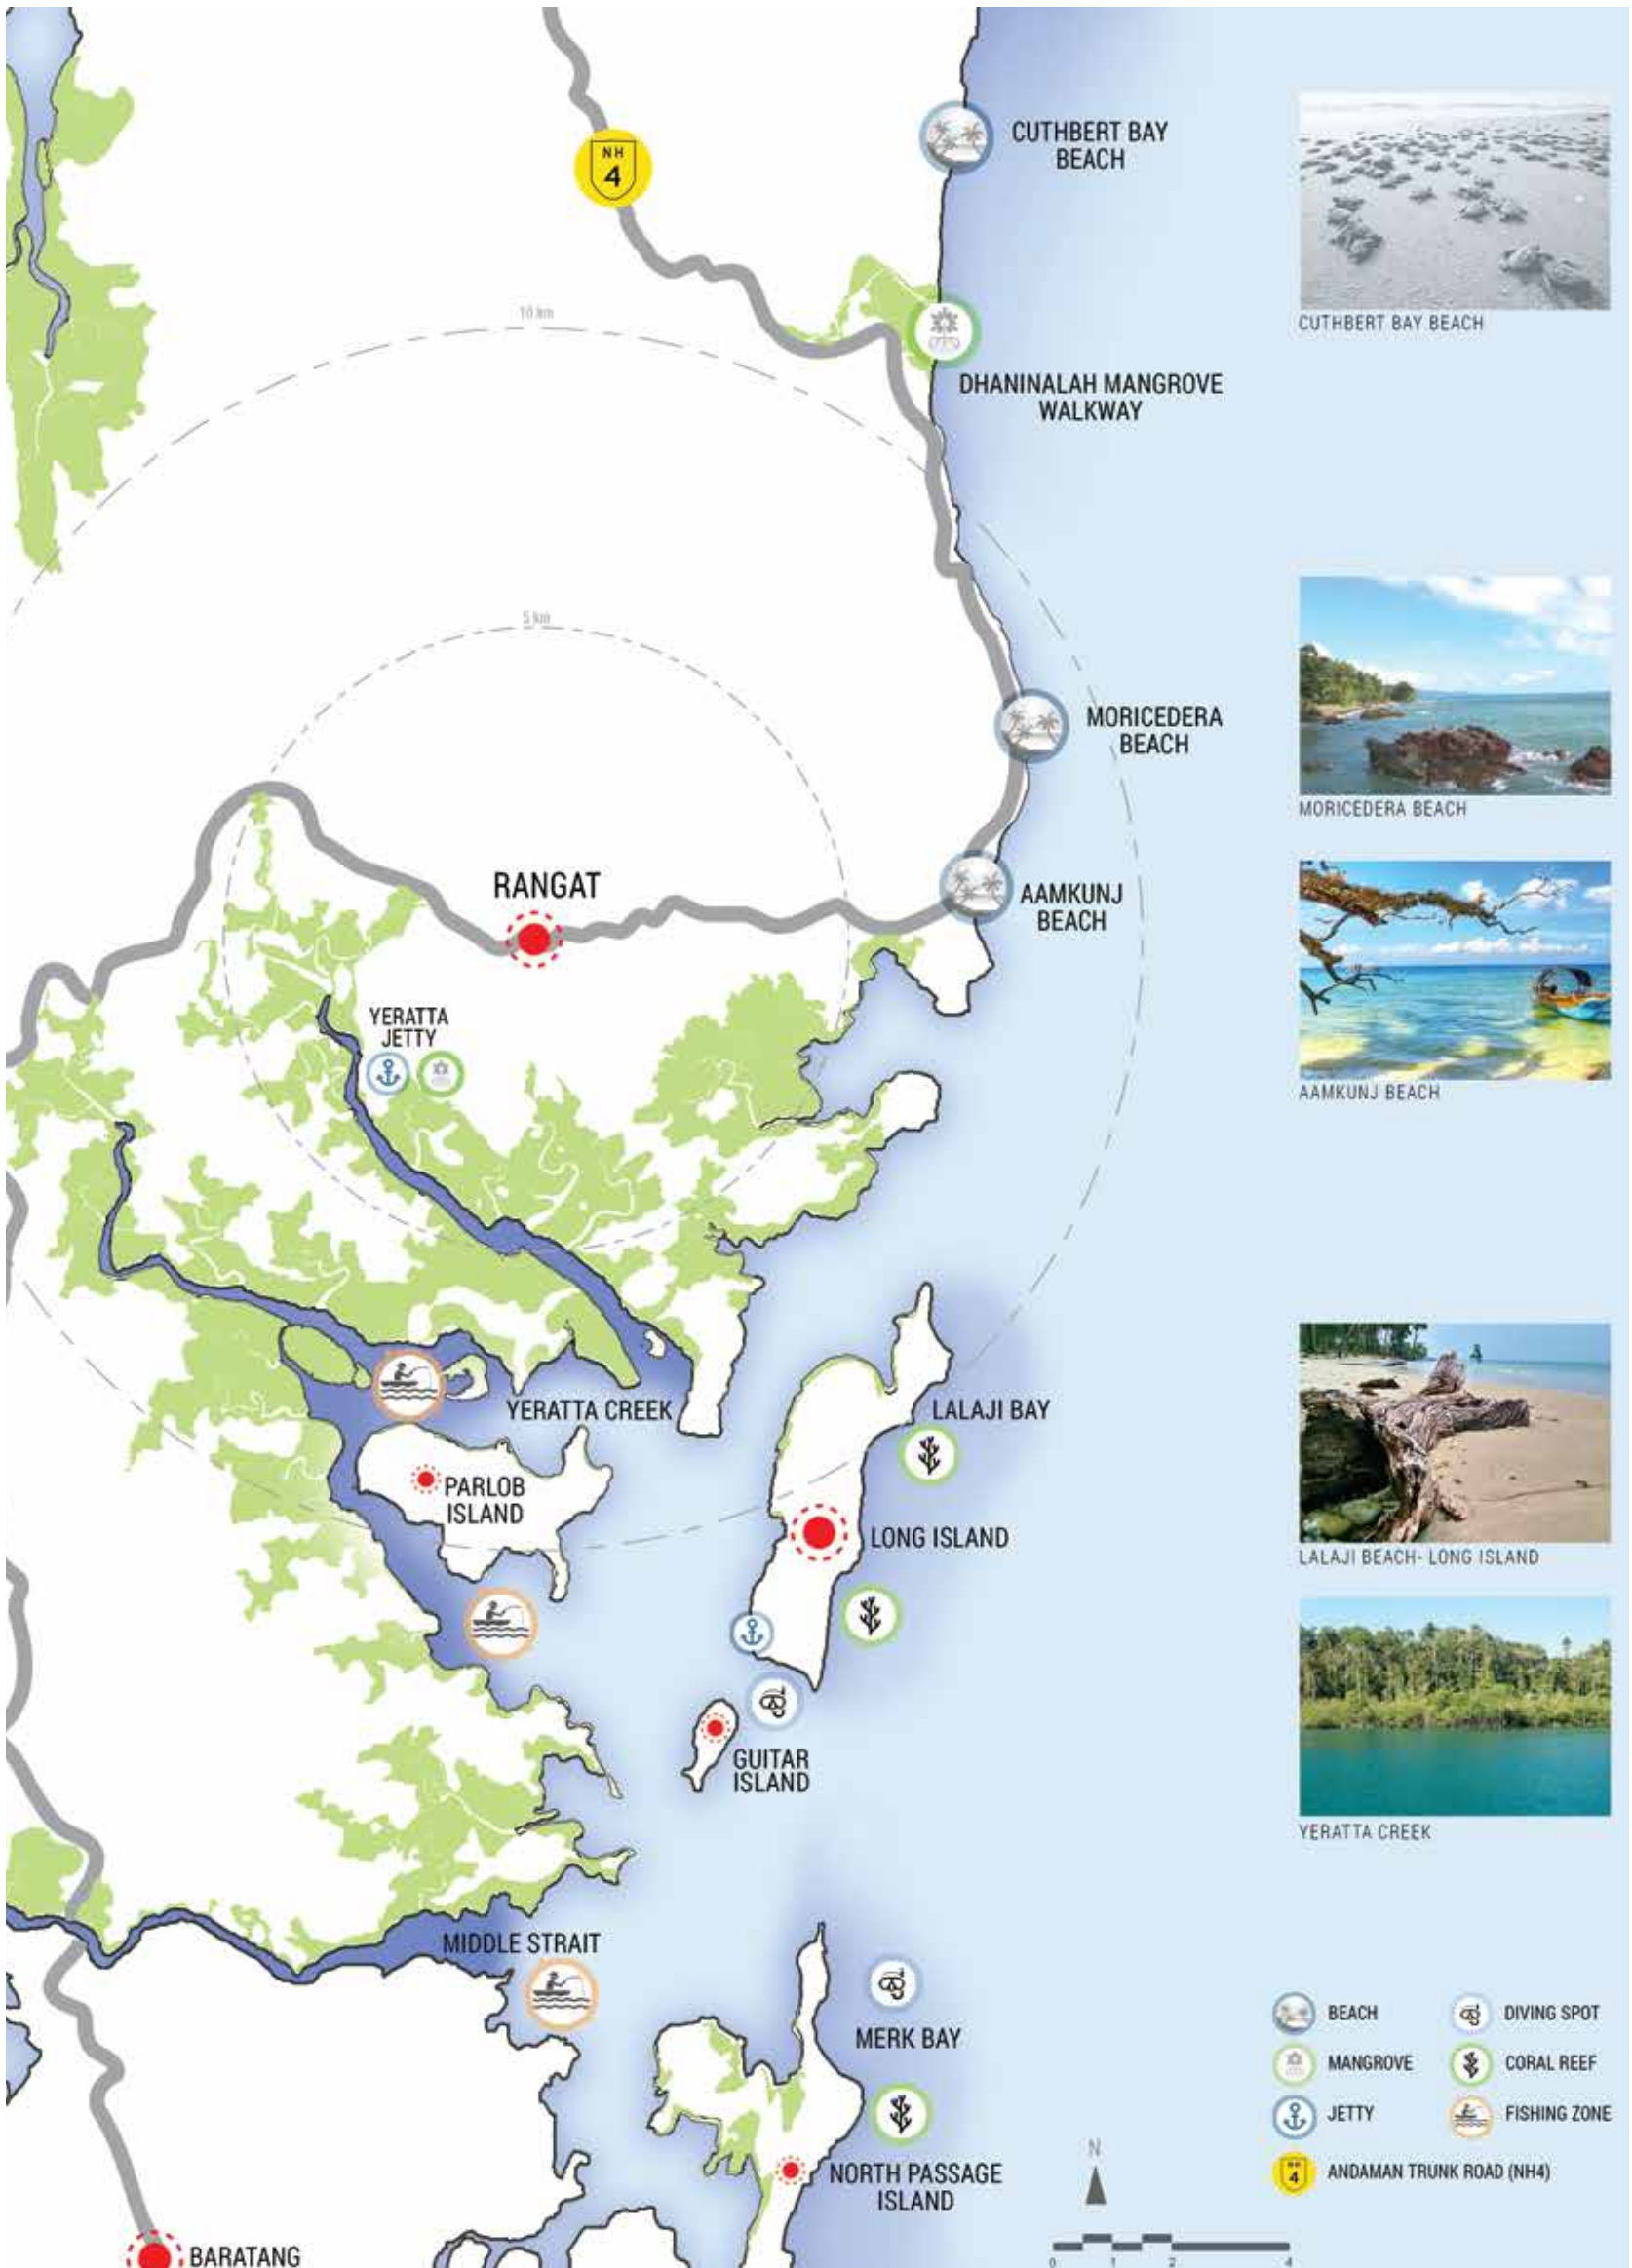 NH
4
CUTHBERT BAY
BEACH
CUTHBERT BAY BEACH
10 km
DHANINALAH MANGROVE
WALKWAY
5 km
MORICEDERA
BEACH
MORICEDERA BEACH
RANGAT
AAMKUNJ
BEACH
AAMKUNJ BEACH
YERATTA
JETTY
YERATTA CREEK
LALAJI BAY
PARLOB
ISLAND
LONG ISLAND
LALAJI BEACH- LONG ISLAND
GUITAR
ISLAND
YERATTA CREEK
MIDDLE STRAIT
MERK BAY
NORTH PASSAGE
ISLAND
BARATANG
BEACH
DIVING SPOT
MANGROVE
CORAL REEF
JETTY
FISHING ZONE
NH
4
ANDAMAN TRUNK ROAD (NH4)
N
0 1 2 4